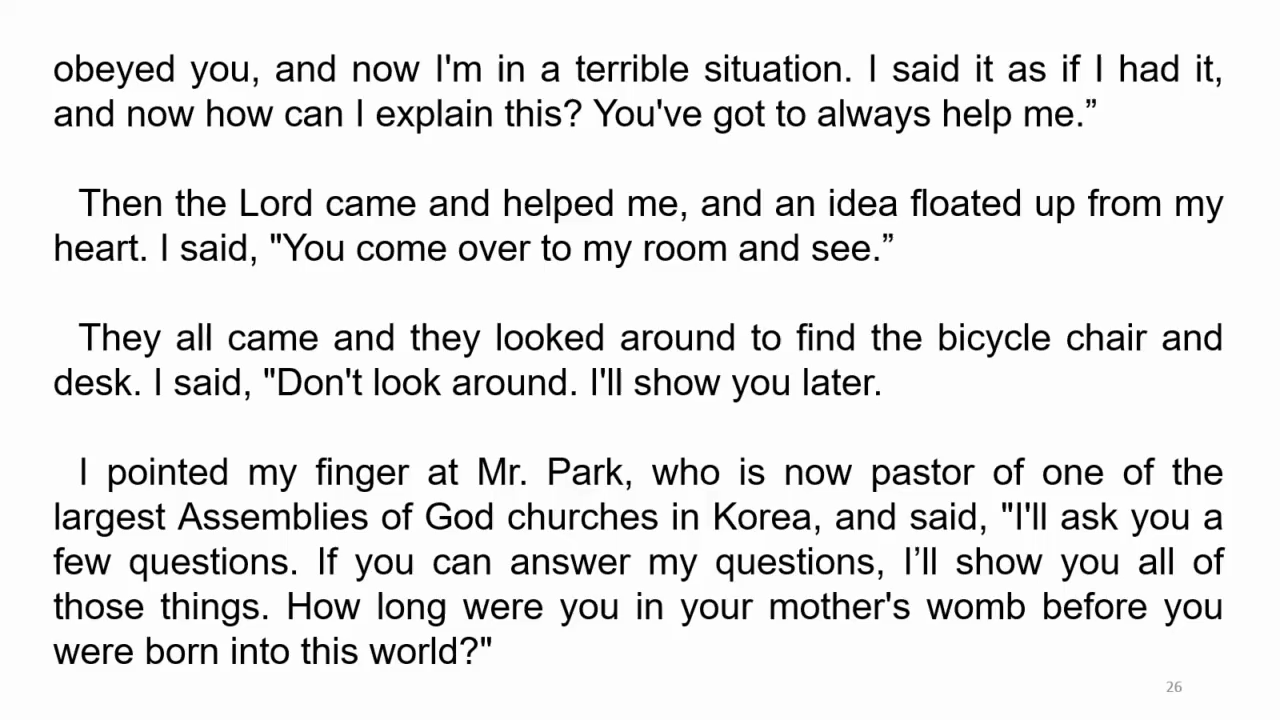 obeyed you, and now I'm in a terrible situation. I said it as if I had it,
and now how can I explain this? You've got to always help me.”
Then the Lord came and helped me, and an idea floated up from my
heart. I said, "You come over to my room and see.”
They all came and they looked around to find the bicycle chair and
desk. I said, "Don't look around. I'll show you later.
I pointed my finger at Mr. Park, who is now pastor of one of the
largest Assemblies of God churches in Korea, and said, "I'll ask you a
few questions. If you can answer my questions, I’ll show you all of
those things. How long were you in your mother's womb before you
were born into this world?"
26